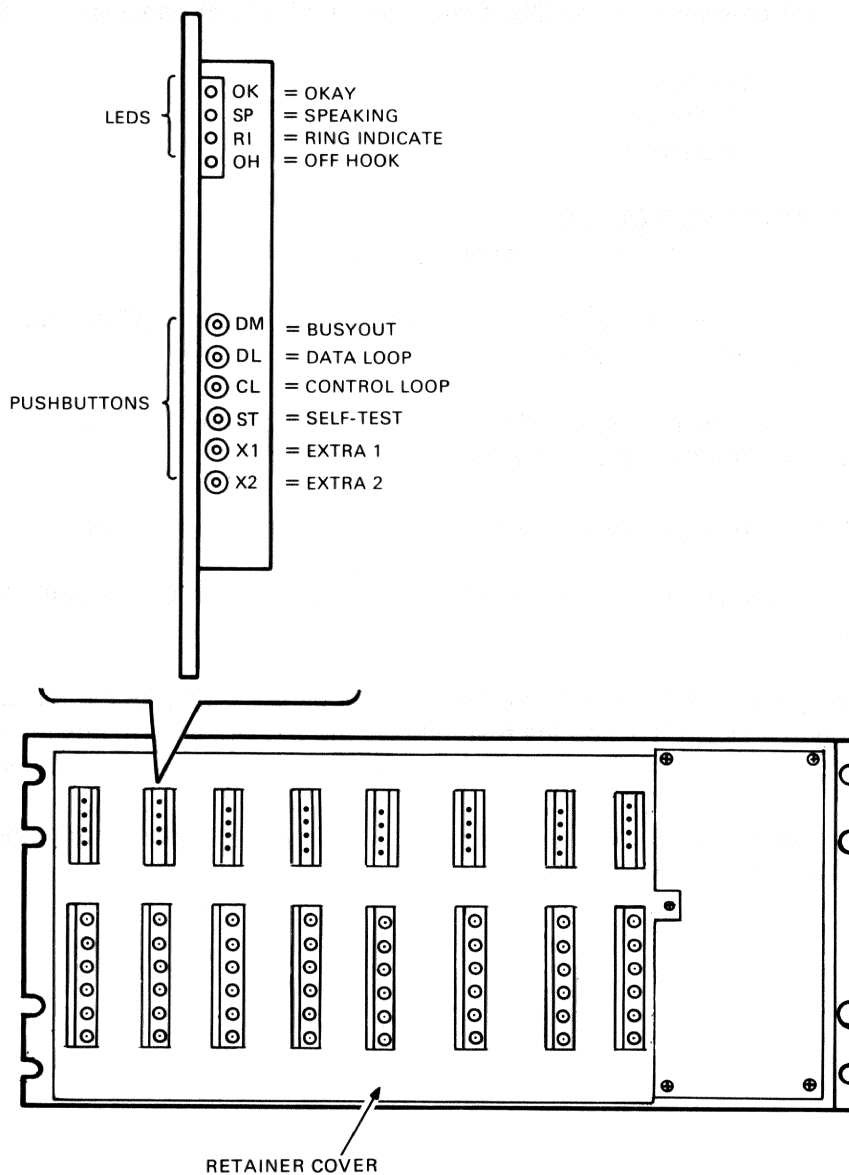 LEDS
OK = OKAY
SP = SPEAKING
RI = RING INDICATE
OH = OFF HOOK
PUSHBUTTONS
DM = BUSYOUT
DL = DATA LOOP
CL = CONTROL LOOP
ST = SELF-TEST
X1 = EXTRA 1
X2 = EXTRA 2
RETAINER COVER